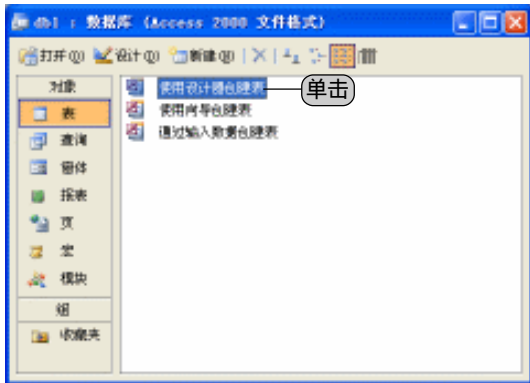 db1 : 数据库 (Access 2000 文件格式)
打开(O) 设计(D) 新建(N)
对象
表
查询
窗体
报表
页
宏
模块
组
收藏夹
使用设计器创建表
使用向导创建表
通过输入数据创建表
单击